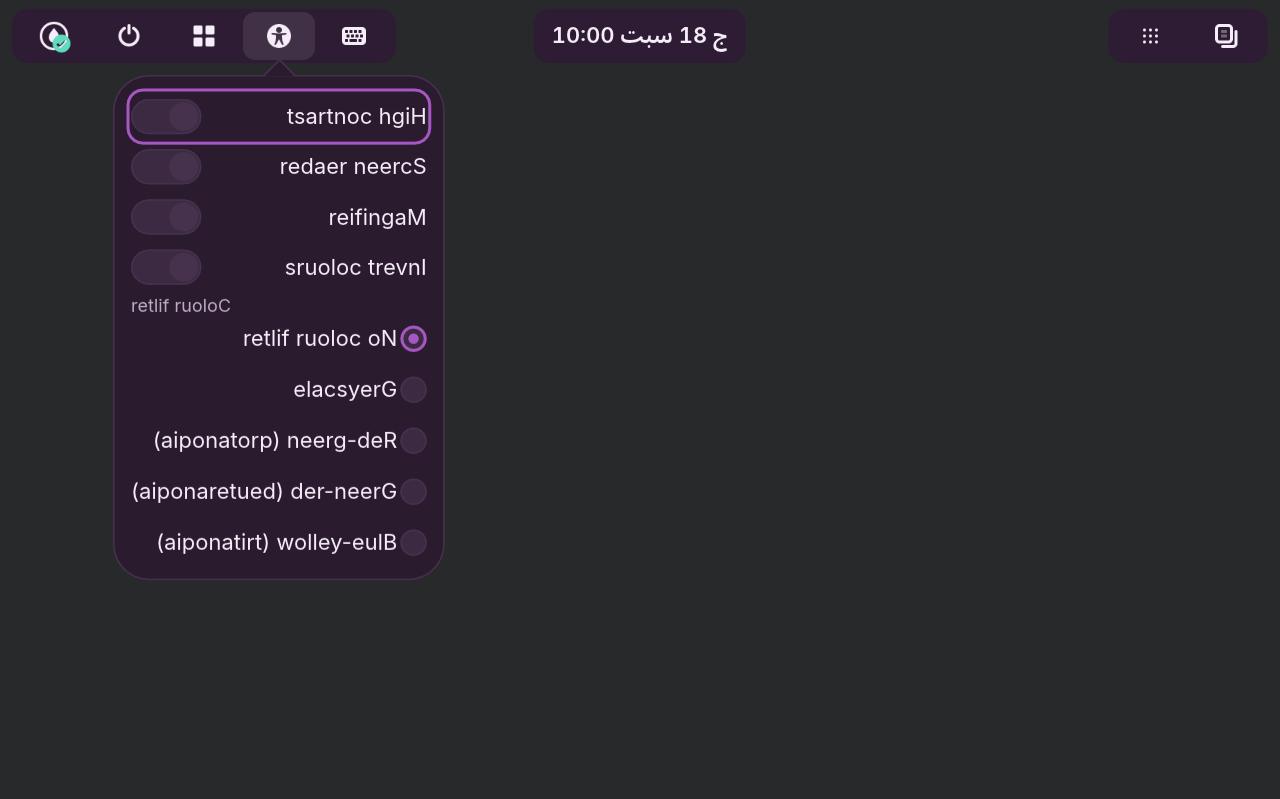 ج 18 سبت 10:00
tsartnoc hgiH
redaer neercS
reifingaM
sruoloc trevnI
retlif ruoloC
retlif ruoloc oN
elacsyerG
(aiponatorp) neerg-deR
(aiponaretued) der-neerG
(aiponatirt) wolley-eulB